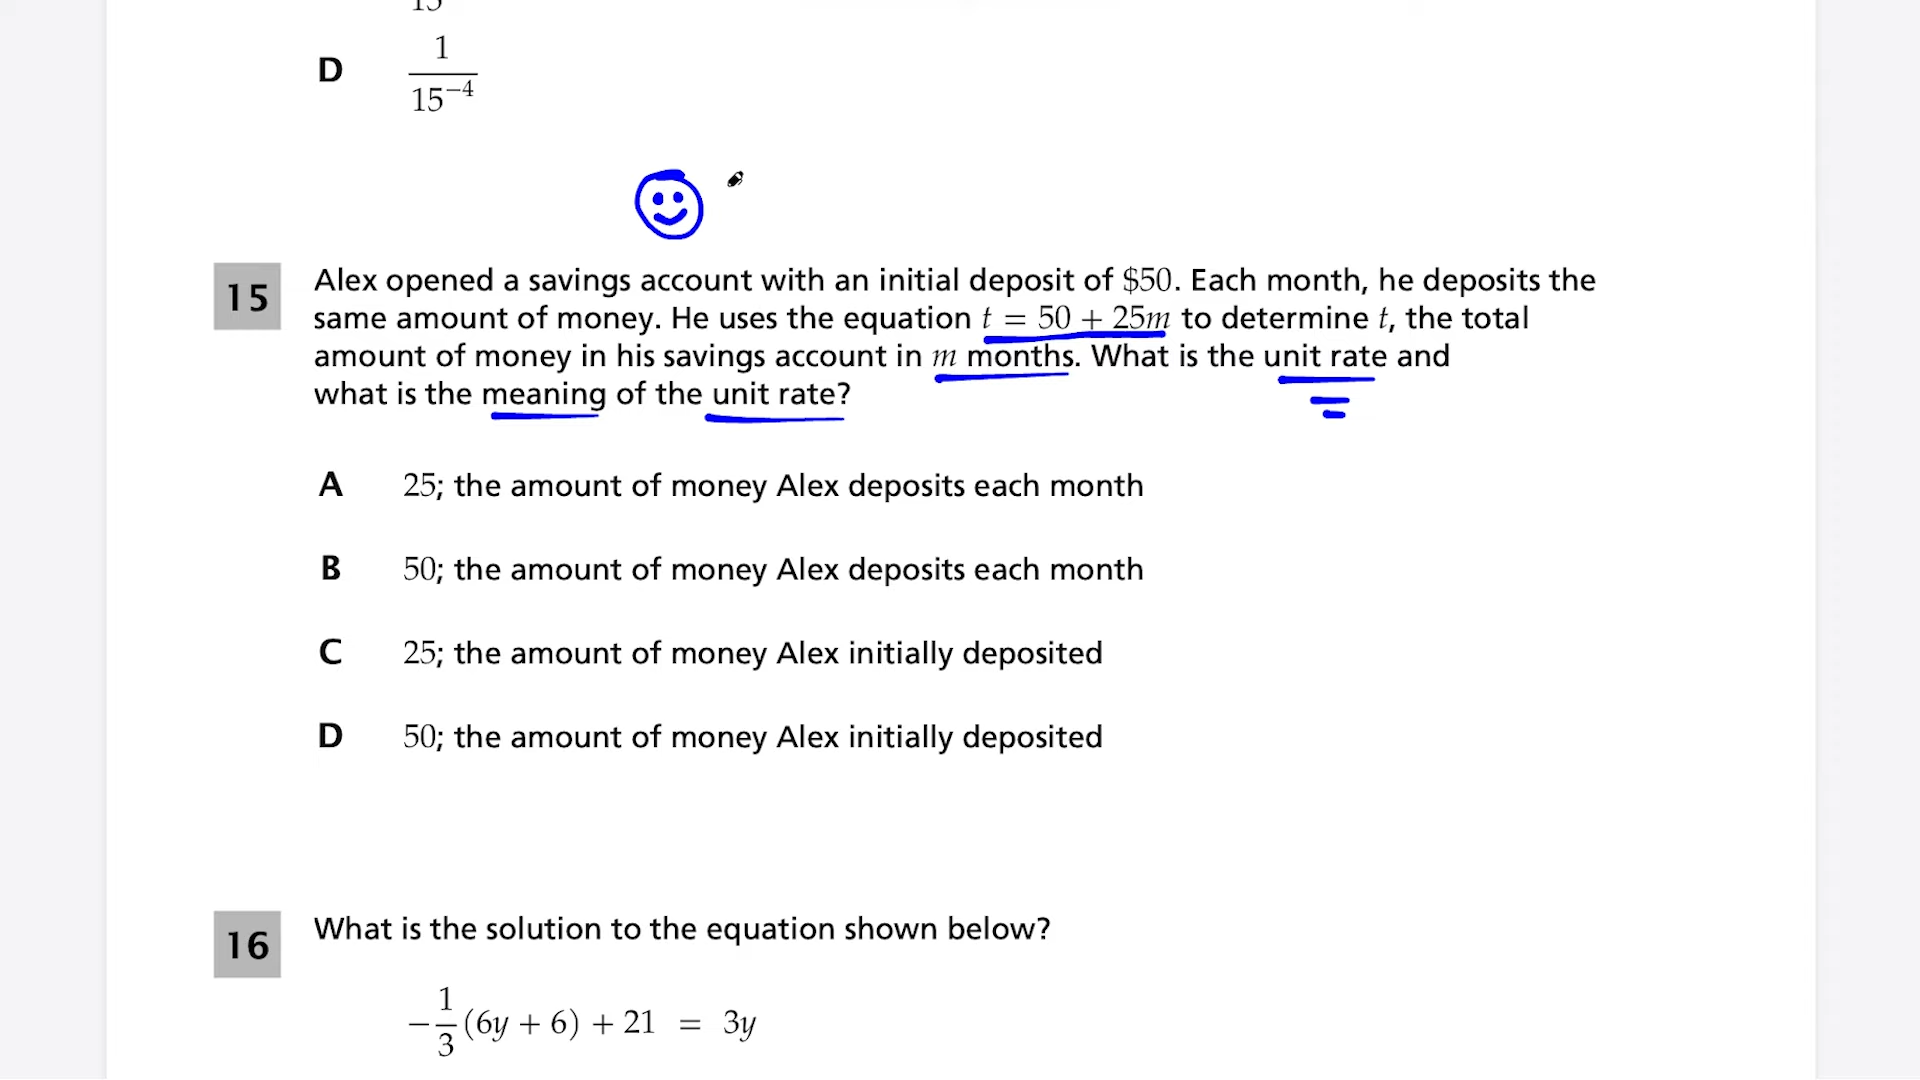 D 1/15⁻⁴
15 Alex opened a savings account with an initial deposit of $50. Each month, he deposits the
same amount of money. He uses the equation t = 50 + 25m to determine t, the total
amount of money in his savings account in m months. What is the unit rate and
what is the meaning of the unit rate?
A 25; the amount of money Alex deposits each month
B 50; the amount of money Alex deposits each month
C 25; the amount of money Alex initially deposited
D 50; the amount of money Alex initially deposited
16 What is the solution to the equation shown below?
−1/3(6y + 6) + 21 = 3y